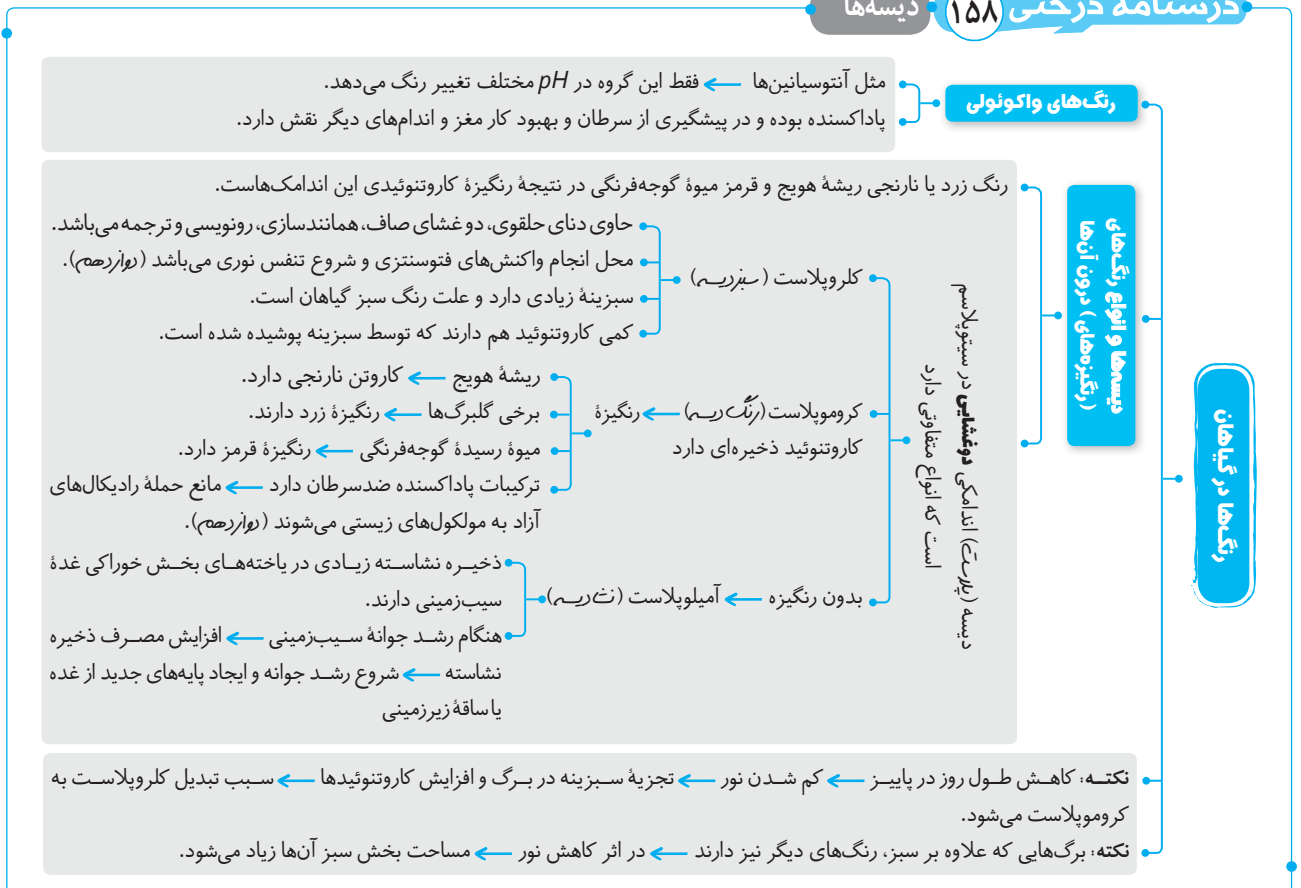 درسنامه درختی ۱۵۸ دیسه‌ها
رنگ‌ها در گیاهان
رنگ‌های واکوئولی
مثل آنتوسیانین‌ها ← فقط این گروه در pH مختلف تغییر رنگ می‌دهد.
پاداکسنده بوده و در پیشگیری از سرطان و بهبود کار مغز و اندام‌های دیگر نقش دارد.
دیسه‌ها و انواع رنگ‌های
(رنگیزه‌های) درون آن‌ها
رنگ زرد یا نارنجی ریشهٔ هویج و قرمز میوهٔ گوجه‌فرنگی در نتیجهٔ رنگیزهٔ کاروتنوئیدی این اندامک‌هاست.
دیسه (پلاست) اندامکی دوغشایی در سیتوپلاسم
است که انواع متفاوتی دارد
کلروپلاست (سبزدیسه)
حاوی دنای حلقوی، دو غشای صاف، همانندسازی، رونویسی و ترجمه می‌باشد.
محل انجام واکنش‌های فتوسنتزی و شروع تنفس نوری می‌باشد (دوازدهم).
سبزینهٔ زیادی دارد و علت رنگ سبز گیاهان است.
کمی کاروتنوئید هم دارند که توسط سبزینه پوشیده شده است.
کروموپلاست (رنگ‌دیسه) ← رنگیزهٔ
کاروتنوئید ذخیره‌ای دارد
ریشهٔ هویج ← کاروتن نارنجی دارد.
برخی گلبرگ‌ها ← رنگیزهٔ زرد دارند.
میوهٔ رسیدهٔ گوجه‌فرنگی ← رنگیزهٔ قرمز دارد.
ترکیبات پاداکسنده ضدسرطان دارد ← مانع حملهٔ رادیکال‌های
آزاد به مولکول‌های زیستی می‌شوند (دوازدهم).
بدون رنگیزه ← آمیلوپلاست (نشادیسه)
ذخیره نشاسته زیادی در یاخته‌های بخش خوراکی غدهٔ
سیب‌زمینی دارند.
هنگام رشد جوانهٔ سیب‌زمینی ← افزایش مصرف ذخیره
نشاسته ← شروع رشد جوانه و ایجاد پایه‌های جدید از غده
یا ساقهٔ زیرزمینی
نکته: کاهش طول روز در پاییز ← کم شدن نور ← تجزیهٔ سبزینه در برگ و افزایش کاروتنوئیدها ← سبب تبدیل کلروپلاست به
کروموپلاست می‌شود.
نکته: برگ‌هایی که علاوه بر سبز، رنگ‌های دیگر نیز دارند ← در اثر کاهش نور ← مساحت بخش سبز آن‌ها زیاد می‌شود.